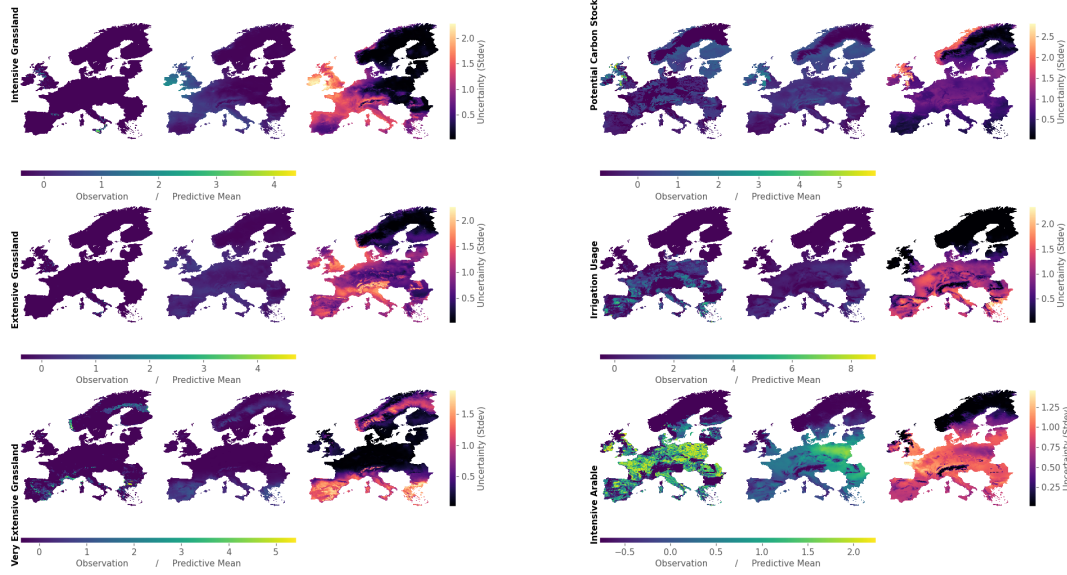 Intensive Grassland
2.0
1.5
1.0
0.5
Uncertainty (Stdev)
0 1 2 3 4
Observation / Predictive Mean
Potential Carbon Stock
2.5
2.0
1.5
1.0
0.5
Uncertainty (Stdev)
0 1 2 3 4 5
Observation / Predictive Mean
Extensive Grassland
2.0
1.5
1.0
0.5
Uncertainty (Stdev)
0 1 2 3 4
Observation / Predictive Mean
Irrigation Usage
2.0
1.5
1.0
0.5
Uncertainty (Stdev)
0 2 4 6 8
Observation / Predictive Mean
Very Extensive Grassland
1.5
1.0
0.5
Uncertainty (Stdev)
0 1 2 3 4 5
Observation / Predictive Mean
Intensive Arable
1.25
1.00
0.75
0.50
0.25
Uncertainty (Stdev)
−0.5 0.0 0.5 1.0 1.5 2.0
Observation / Predictive Mean